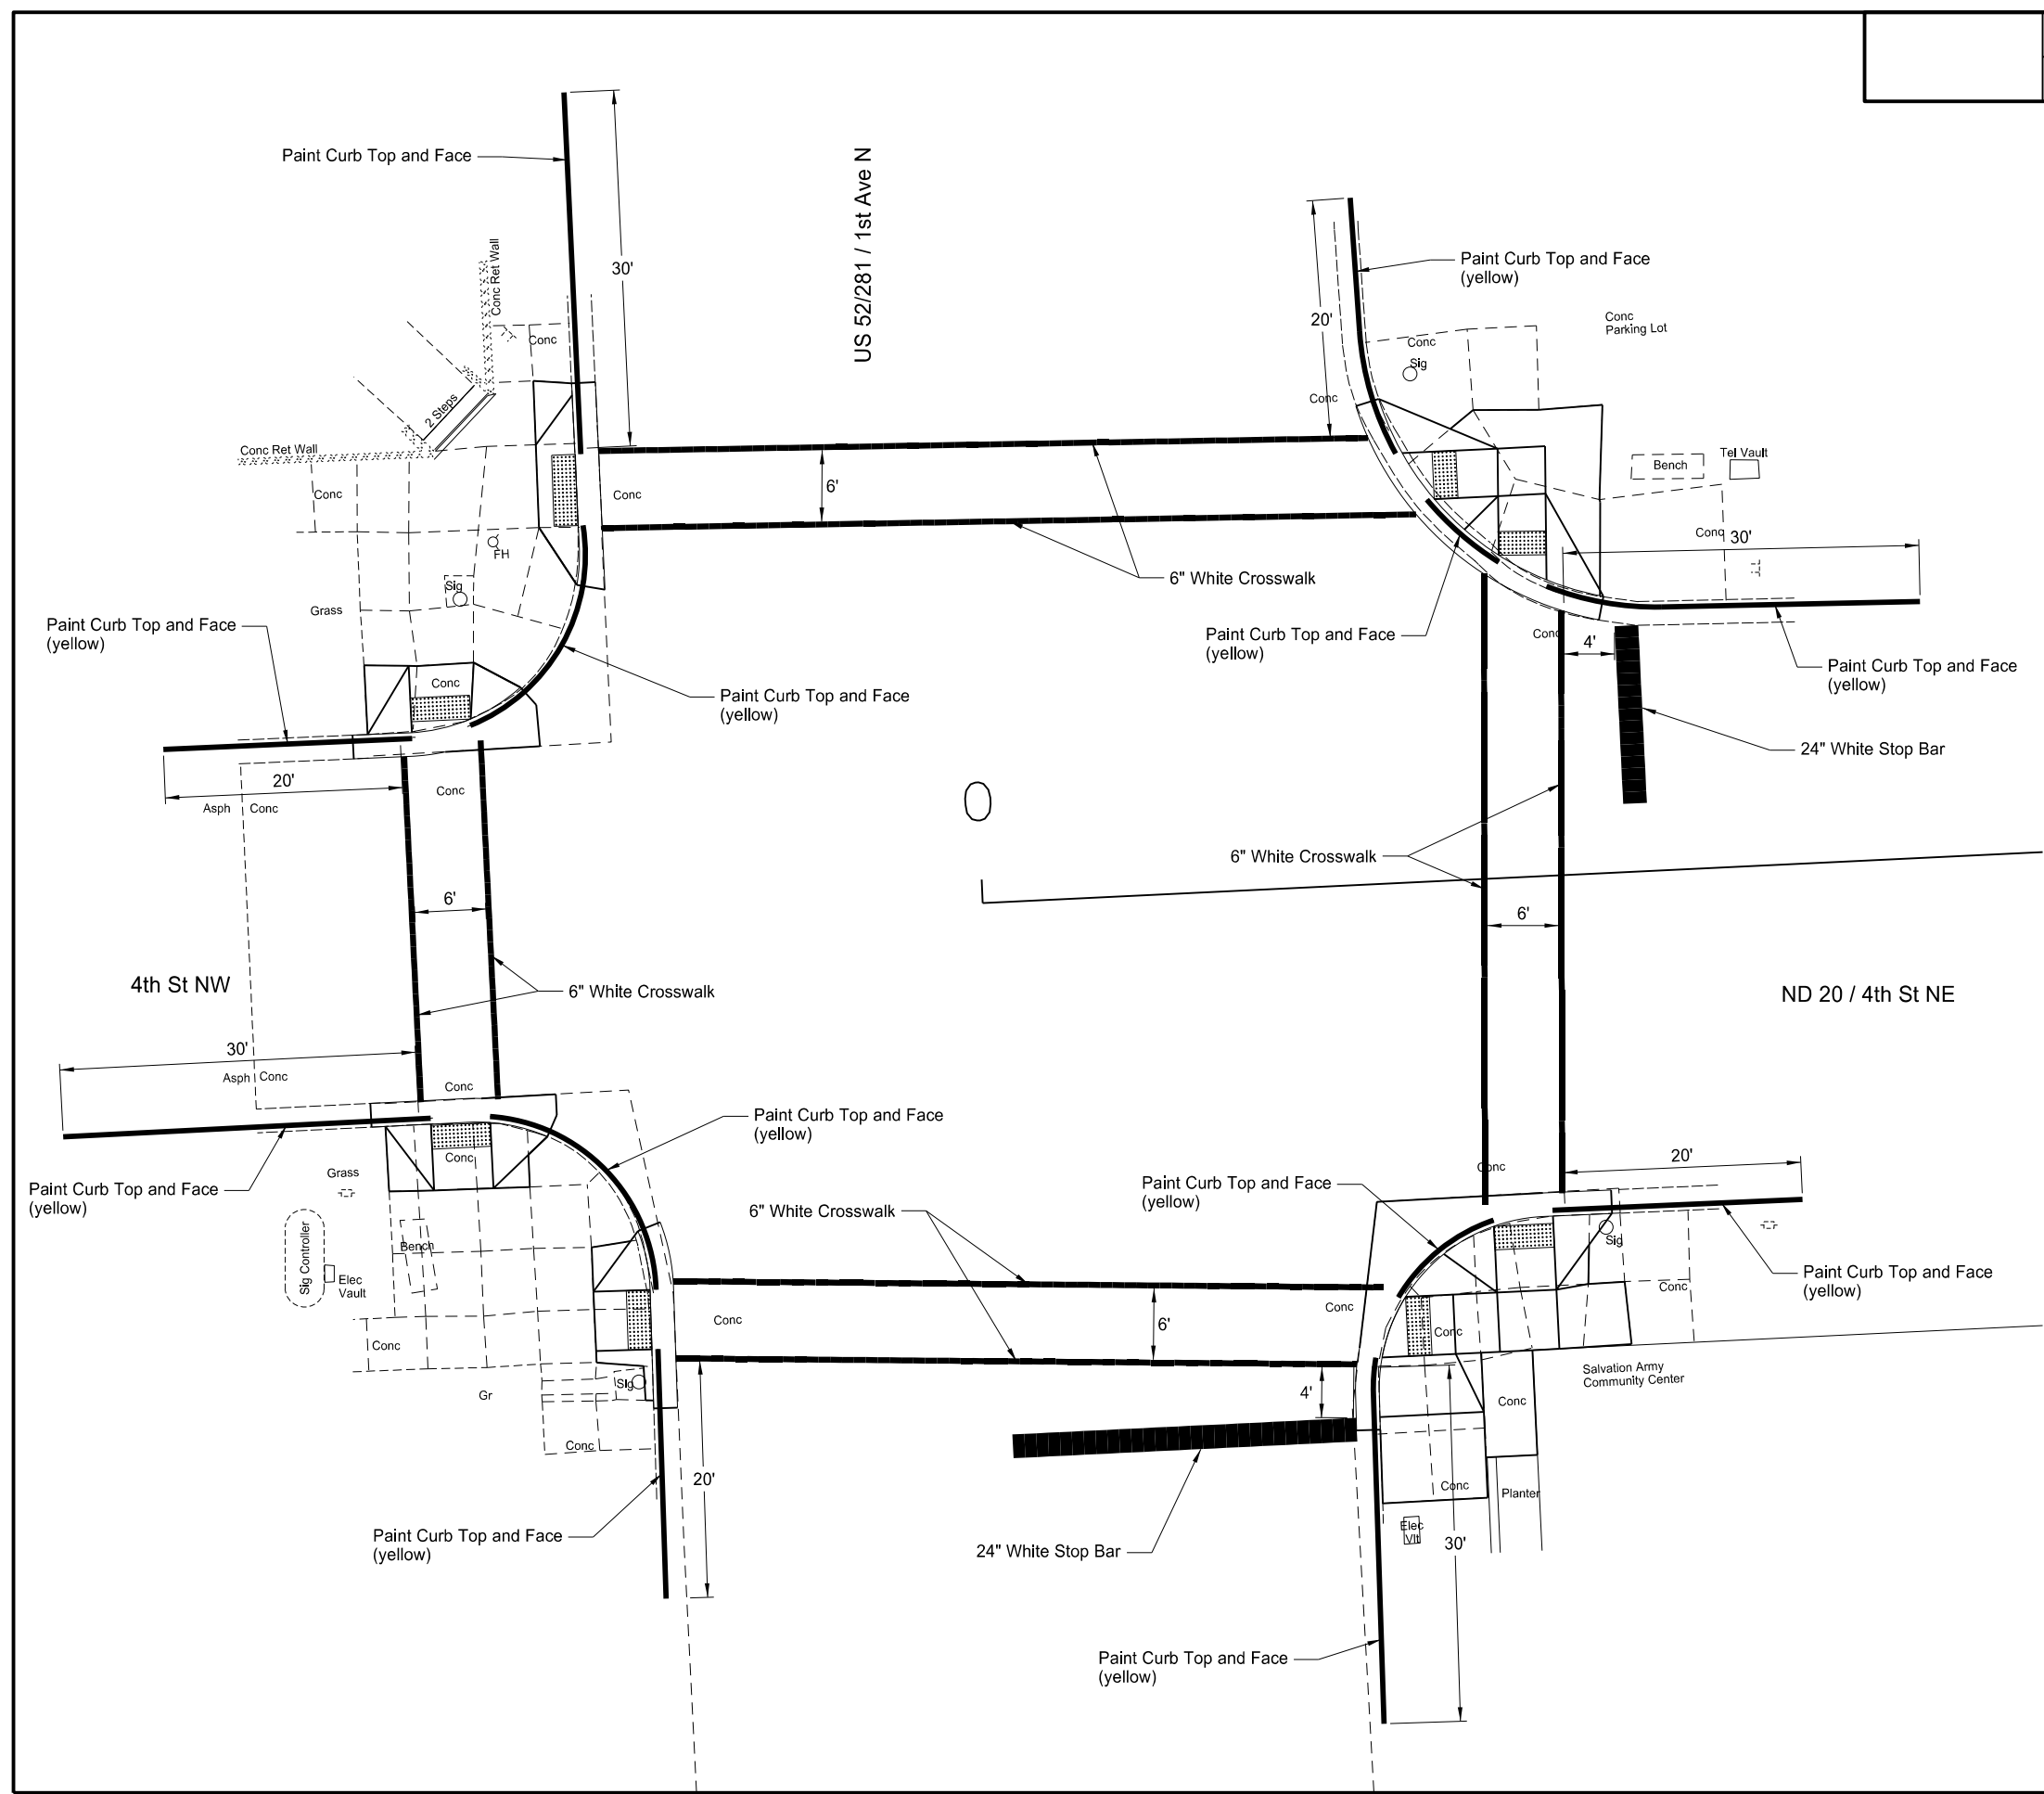 Paint Curb Top and Face
30'
US 52/281 / 1st Ave N
20'
Paint Curb Top and Face
(yellow)
Conc
Parking Lot
Conc Ret Wall
Conc
Conc
Sig
Conc
2 Steps
Conc Ret Wall
Conc
Conc
6'
Bench
Tel Vault
Conc
30'
FH
Sig
Grass
6" White Crosswalk
Paint Curb Top and Face
(yellow)
Paint Curb Top and Face
(yellow)
Conc
4'
Paint Curb Top and Face
(yellow)
Conc
Paint Curb Top and Face
(yellow)
24" White Stop Bar
20'
Asph
Conc
Conc
0
6" White Crosswalk
6'
6'
4th St NW
6" White Crosswalk
ND 20 / 4th St NE
30'
Asph
Conc
Conc
Paint Curb Top and Face
(yellow)
Conc
Grass
Paint Curb Top and Face
(yellow)
Conc
20'
Paint Curb Top and Face
(yellow)
6" White Crosswalk
Sig Controller
Bench
Elec
Vault
Sig
Paint Curb Top and Face
(yellow)
Conc
Conc
Conc
6'
Conc
Conc
Salvation Army
Community Center
Sig
Gr
4'
Conc
Conc
20'
Conc
Planter
Paint Curb Top and Face
(yellow)
24" White Stop Bar
Elec
Vlt
30'
Paint Curb Top and Face
(yellow)